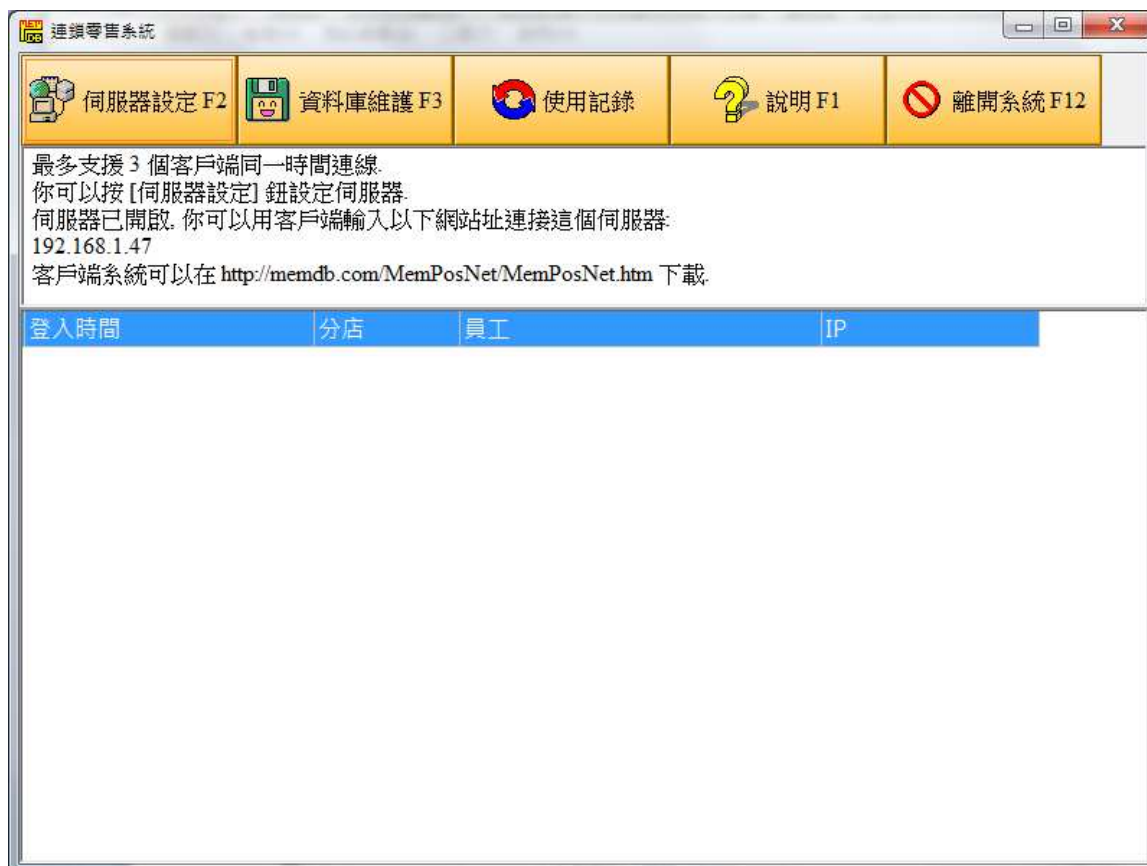 連鎖零售系統
伺服器設定 F2 資料庫維護 F3 使用記錄 說明 F1 離開系統 F12
最多支援 3 個客戶端同一時間連線.
你可以按 [伺服器設定] 鈕設定伺服器.
伺服器已開啟, 你可以用客戶端輸入以下網站址連接這個伺服器:
192.168.1.47
客戶端系統可以在 http://memdb.com/MemPosNet/MemPosNet.htm 下載.
登入時間 分店 員工 IP